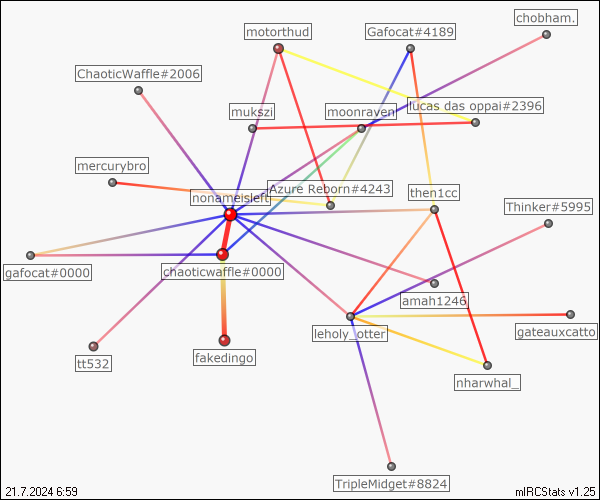 chobham.
motorthud
Gafocat#4189
ChaoticWaffle#2006
lucas das oppai#2396
mukszi
moonraven
mercurybro
Azure Reborn#4243
then1cc
nonameisleft
Thinker#5995
gafocat#0000
chaoticwaffle#0000
amah1246
leholy_otter
gateauxcatto
fakedingo
tt532
nharwhal_
TripleMidget#8824
21.7.2024 6:59
mIRCStats v1.25